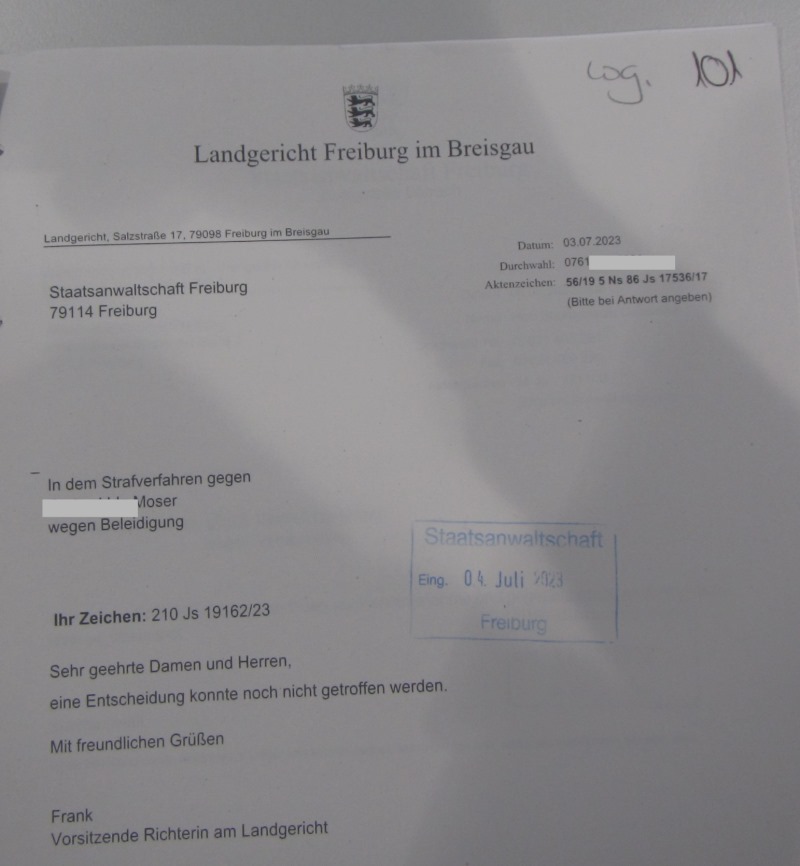 wg. 101
Landgericht Freiburg im Breisgau
Landgericht, Salzstraße 17, 79098 Freiburg im Breisgau
Datum: 03.07.2023
Durchwahl: 0761
Aktenzeichen: 56/19 5 Ns 86 Js 17536/17
(Bitte bei Antwort angeben)
Staatsanwaltschaft Freiburg
79114 Freiburg
In dem Strafverfahren gegen
Moser
wegen Beleidigung
Staatsanwaltschaft
Eing. 04. Juli 2023
Freiburg
Ihr Zeichen: 210 Js 19162/23
Sehr geehrte Damen und Herren,
eine Entscheidung konnte noch nicht getroffen werden.
Mit freundlichen Grüßen
Frank
Vorsitzende Richterin am Landgericht